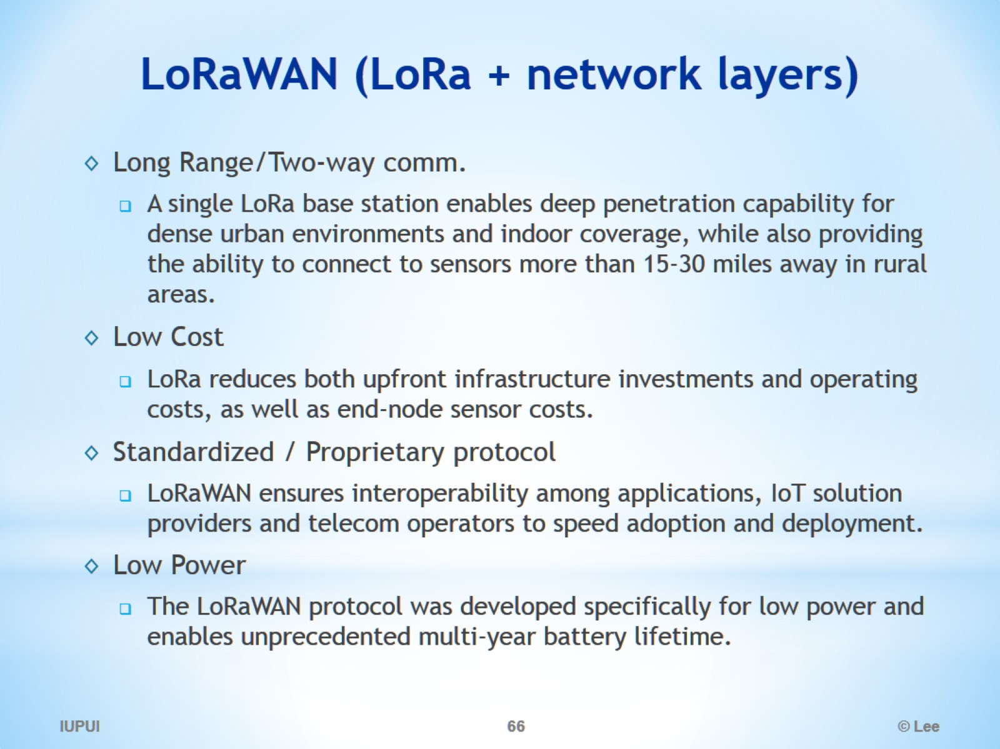 LoRaWAN (LoRa + network layers)
◇ Long Range/Two-way comm.
❑ A single LoRa base station enables deep penetration capability for
dense urban environments and indoor coverage, while also providing
the ability to connect to sensors more than 15-30 miles away in rural
areas.
◇ Low Cost
❑ LoRa reduces both upfront infrastructure investments and operating
costs, as well as end-node sensor costs.
◇ Standardized / Proprietary protocol
❑ LoRaWAN ensures interoperability among applications, IoT solution
providers and telecom operators to speed adoption and deployment.
◇ Low Power
❑ The LoRaWAN protocol was developed specifically for low power and
enables unprecedented multi-year battery lifetime.
IUPUI 66 © Lee